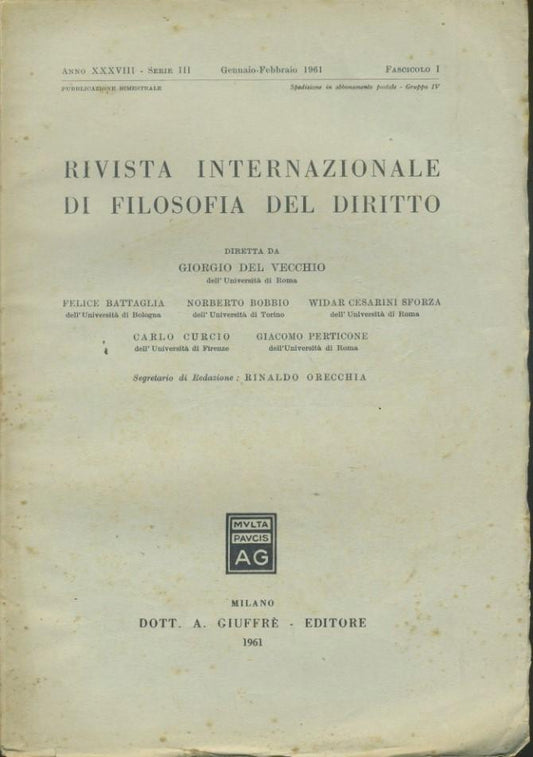 ANNO XXXVIII - SERIE III Gennaio-Febbraio 1961 FASCICOLO I
PUBBLICAZIONE BIMESTRALE Spedizione in abbonamento postale - Gruppo IV
RIVISTA INTERNAZIONALE
DI FILOSOFIA DEL DIRITTO
DIRETTA DA
GIORGIO DEL VECCHIO
dell'Università di Roma
FELICE BATTAGLIA NORBERTO BOBBIO WIDAR CESARINI SFORZA
dell'Università di Bologna dell'Università di Torino dell'Università di Roma
CARLO CURCIO GIACOMO PERTICONE
dell'Università di Firenze dell'Università di Roma
Segretario di Redazione: RINALDO ORECCHIA
MVLTA
PAVCIS
AG
MILANO
DOTT. A. GIUFFRÈ - EDITORE
1961